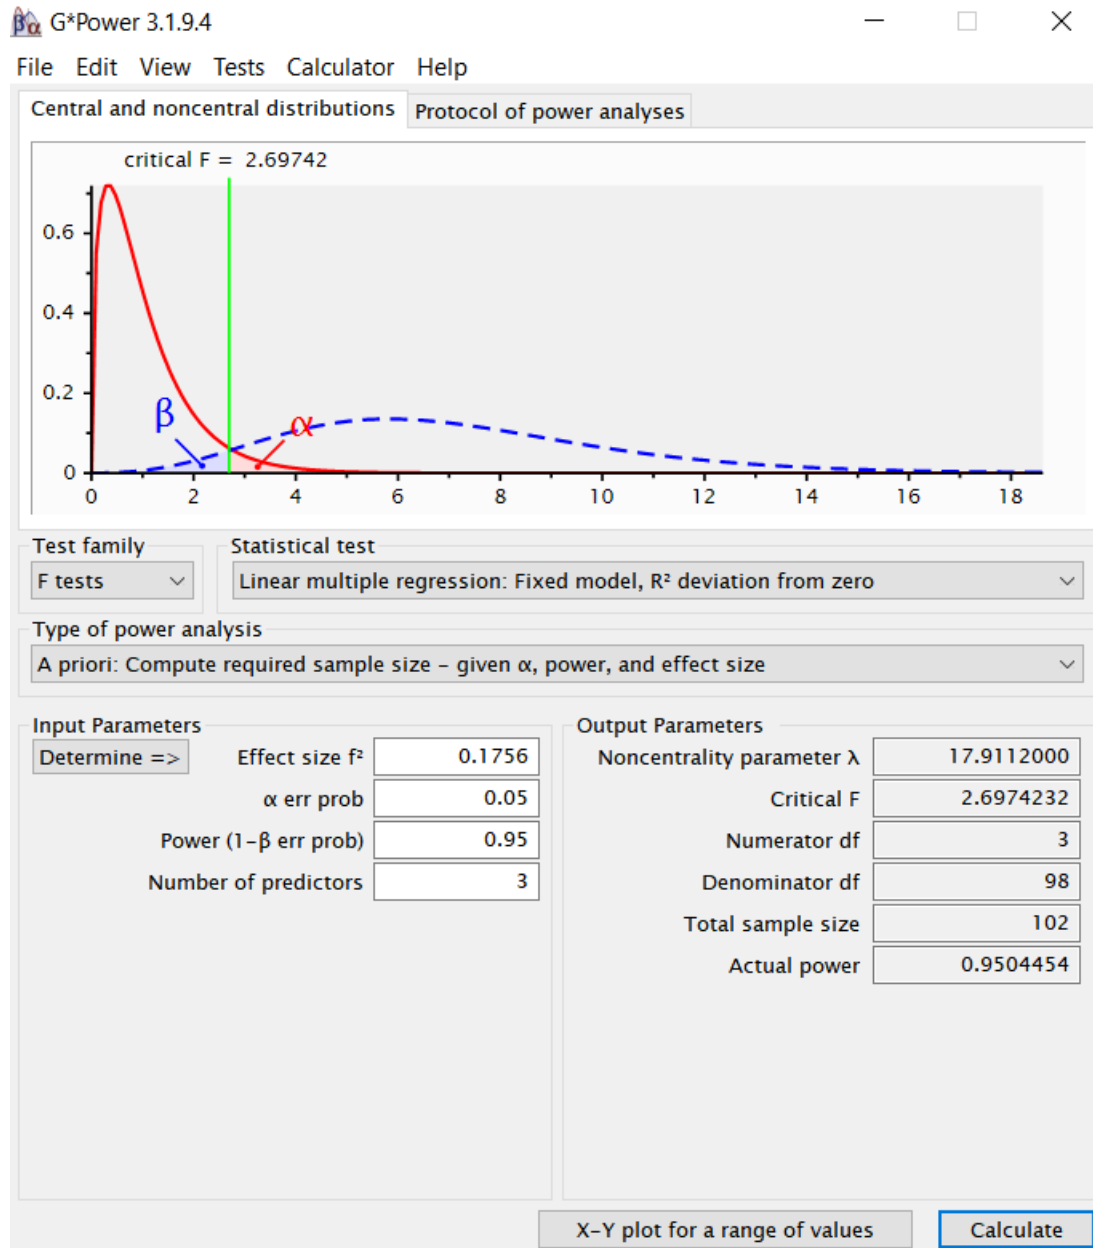 G*Power 3.1.9.4
File Edit View Tests Calculator Help
Central and noncentral distributions Protocol of power analyses
critical F = 2.69742
0.6
0.4
0.2
0
β α
0 2 4 6 8 10 12 14 16 18
Test family Statistical test
F tests Linear multiple regression: Fixed model, R² deviation from zero
Type of power analysis
A priori: Compute required sample size – given α, power, and effect size
Input Parameters Output Parameters
Determine => Effect size f² 0.1756 Noncentrality parameter λ 17.9112000
α err prob 0.05 Critical F 2.6974232
Power (1–β err prob) 0.95 Numerator df 3
Number of predictors 3 Denominator df 98
Total sample size 102
Actual power 0.9504454
X–Y plot for a range of values Calculate